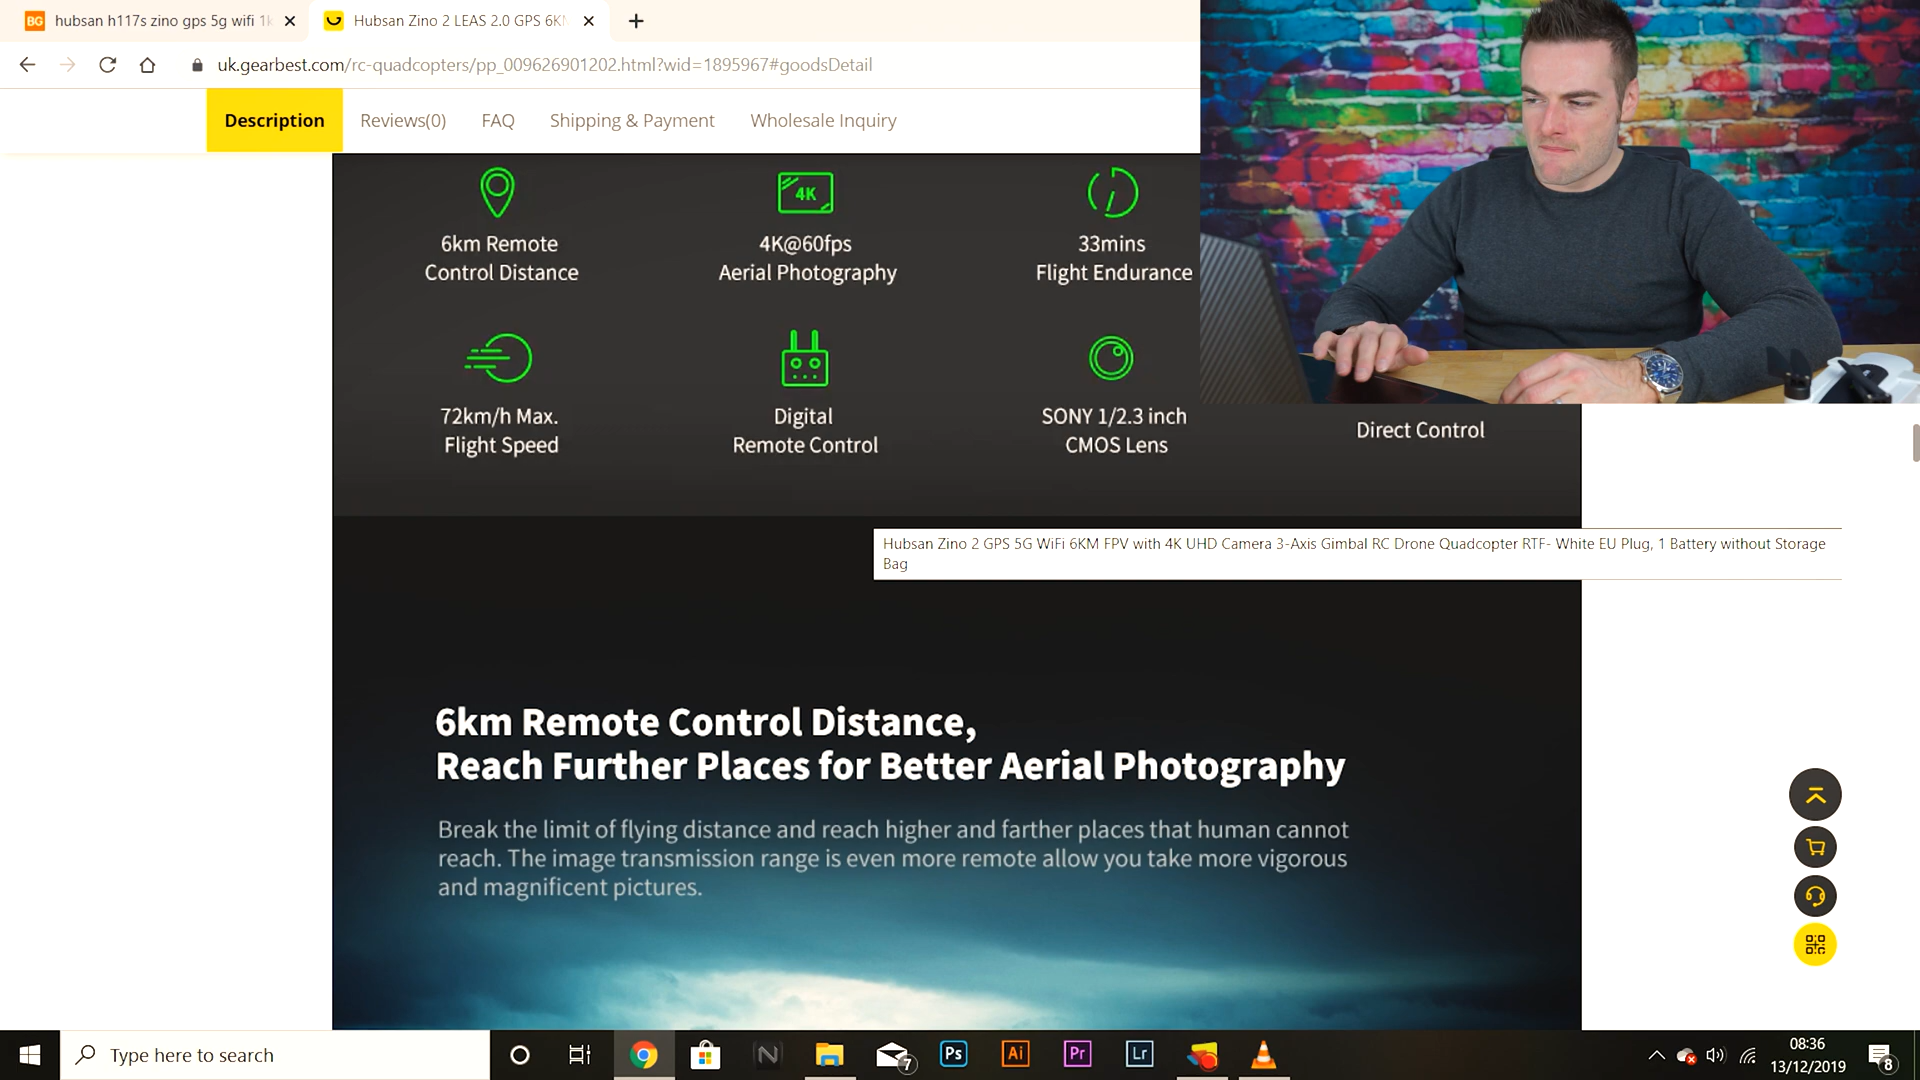 BG
hubsan h117s zino gps 5g wifi 1k
Hubsan Zino 2 LEAS 2.0 GPS 6KM
uk.gearbest.com/rc-quadcopters/pp_009626901202.html?wid=1895967#goodsDetail
Description
Reviews(0)
FAQ
Shipping & Payment
Wholesale Inquiry
4K
6km Remote
Control Distance
4K@60fps
Aerial Photography
33mins
Flight Endurance
72km/h Max.
Flight Speed
Digital
Remote Control
SONY 1/2.3 inch
CMOS Lens
Direct Control
Hubsan Zino 2 GPS 5G WiFi 6KM FPV with 4K UHD Camera 3-Axis Gimbal RC Drone Quadcopter RTF- White EU Plug, 1 Battery without Storage
Bag
6km Remote Control Distance,
Reach Further Places for Better Aerial Photography
Break the limit of flying distance and reach higher and farther places that human cannot
reach. The image transmission range is even more remote allow you take more vigorous
and magnificent pictures.
Type here to search
N
7
Ps
Ai
Pr
Lr
08:36
13/12/2019
8